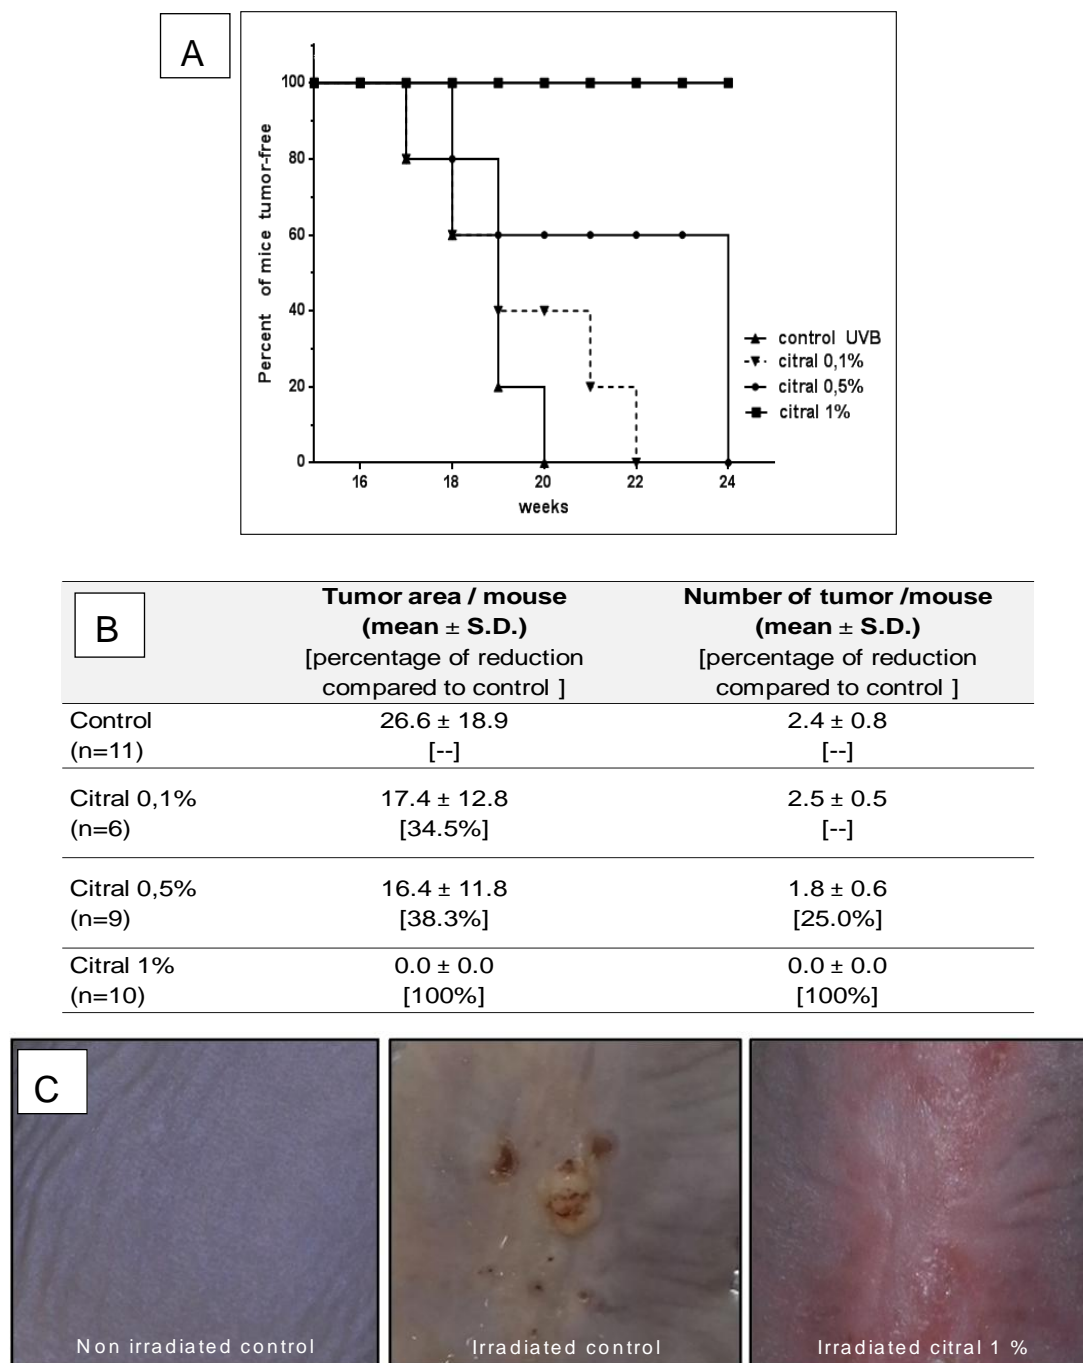 A
Percent of mice tumor-free
100
80
60
40
20
0
16 18 20 22 24
weeks
control UVB
citral 0,1%
citral 0,5%
citral 1%
B
Tumor area / mouse Number of tumor /mouse
(mean ± S.D.) (mean ± S.D.)
[percentage of reduction [percentage of reduction
compared to control ] compared to control ]
Control 26.6 ± 18.9 2.4 ± 0.8
(n=11) [--] [--]
Citral 0,1% 17.4 ± 12.8 2.5 ± 0.5
(n=6) [34.5%] [--]
Citral 0,5% 16.4 ± 11.8 1.8 ± 0.6
(n=9) [38.3%] [25.0%]
Citral 1% 0.0 ± 0.0 0.0 ± 0.0
(n=10) [100%] [100%]
C
Non irradiated control
Irradiated control
Irradiated citral 1 %